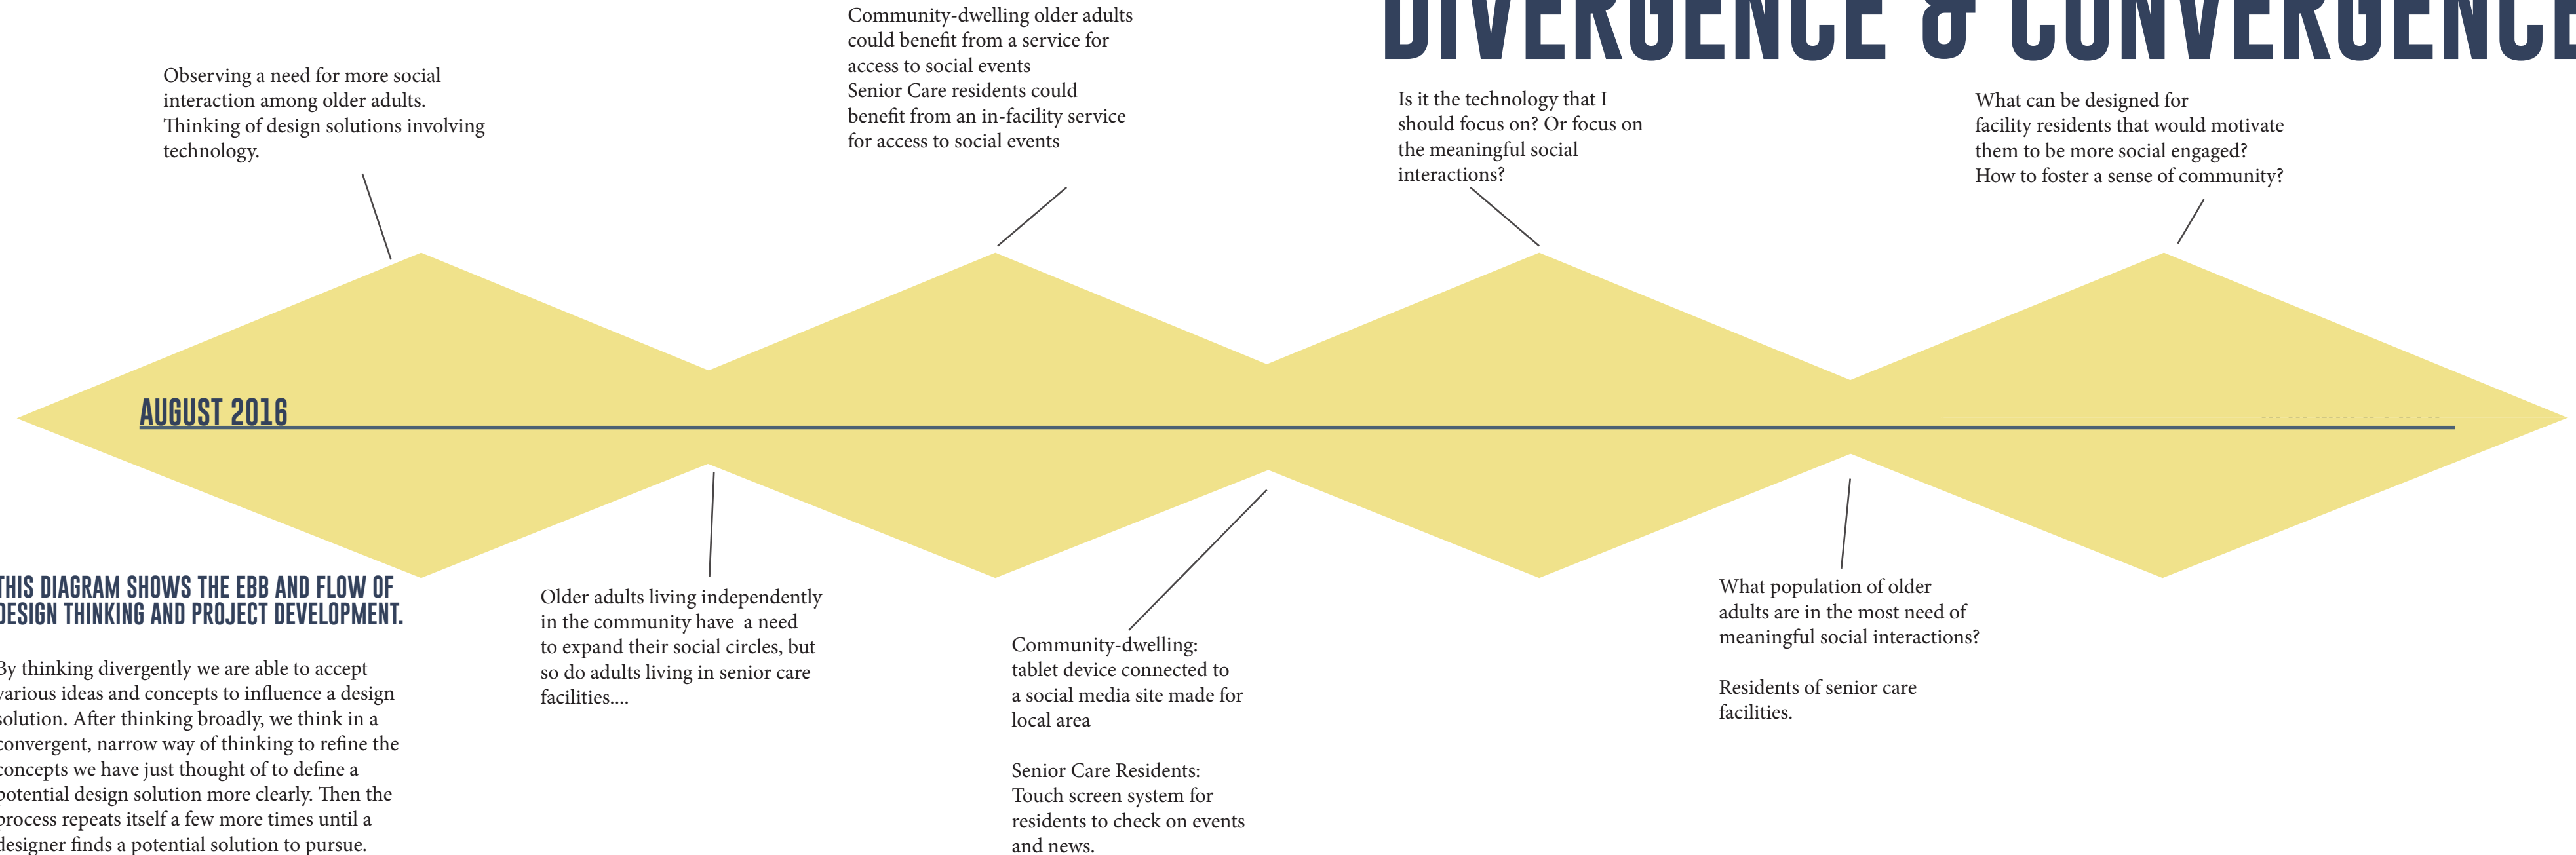 DIVERGENCE & CONVERGENCE
Observing a need for more social
interaction among older adults.
Thinking of design solutions involving
technology.
Community-dwelling older adults
could benefit from a service for
access to social events
Senior Care residents could
benefit from an in-facility service
for access to social events
Is it the technology that I
should focus on? Or focus on
the meaningful social
interactions?
What can be designed for
facility residents that would motivate
them to be more social engaged?
How to foster a sense of community?
AUGUST 2016
THIS DIAGRAM SHOWS THE EBB AND FLOW OF
DESIGN THINKING AND PROJECT DEVELOPMENT.
By thinking divergently we are able to accept
various ideas and concepts to influence a design
solution. After thinking broadly, we think in a
convergent, narrow way of thinking to refine the
concepts we have just thought of to define a
potential design solution more clearly. Then the
process repeats itself a few more times until a
designer finds a potential solution to pursue.
Older adults living independently
in the community have  a need
to expand their social circles, but
so do adults living in senior care
facilities....
Community-dwelling:
tablet device connected to
a social media site made for
local area
Senior Care Residents:
Touch screen system for
residents to check on events
and news.
What population of older
adults are in the most need of
meaningful social interactions?
Residents of senior care
facilities.